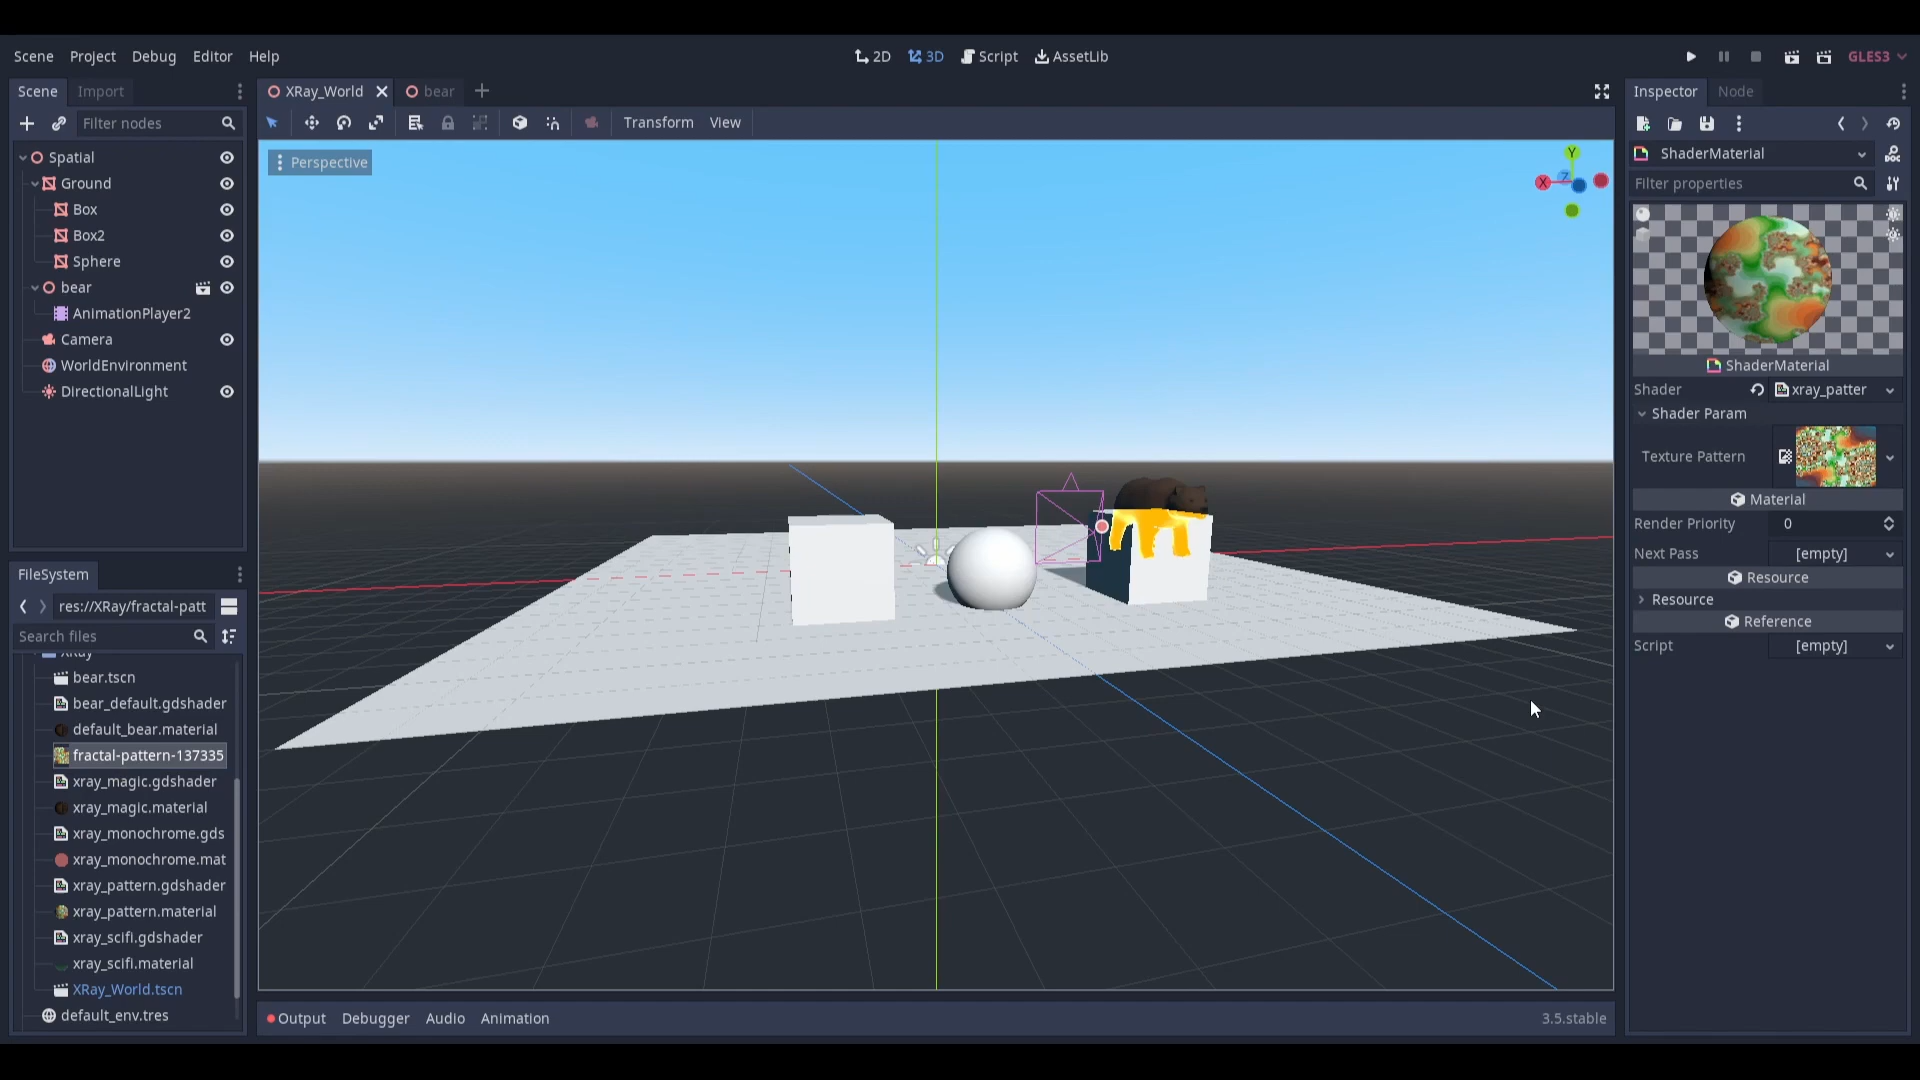 Scene Project Debug Editor Help
2D 3D Script AssetLib
GLES3
Scene Import
Filter nodes
Spatial
Ground
Box
Box2
Sphere
bear
AnimationPlayer2
Camera
WorldEnvironment
DirectionalLight
FileSystem
res://XRay/fractal-patt
Search files
XRay
bear.tscn
bear_default.gdshader
default_bear.material
fractal-pattern-137335
xray_magic.gdshader
xray_magic.material
xray_monochrome.gds
xray_monochrome.mat
xray_pattern.gdshader
xray_pattern.material
xray_scifi.gdshader
xray_scifi.material
XRay_World.tscn
default_env.tres
XRay_World bear
Transform View
Perspective
Y
X
Z
Output Debugger Audio Animation
3.5.stable
Inspector Node
ShaderMaterial
Filter properties
ShaderMaterial
Shader xray_patter
Shader Param
Texture Pattern
Material
Render Priority 0
Next Pass [empty]
Resource
Resource
Reference
Script [empty]